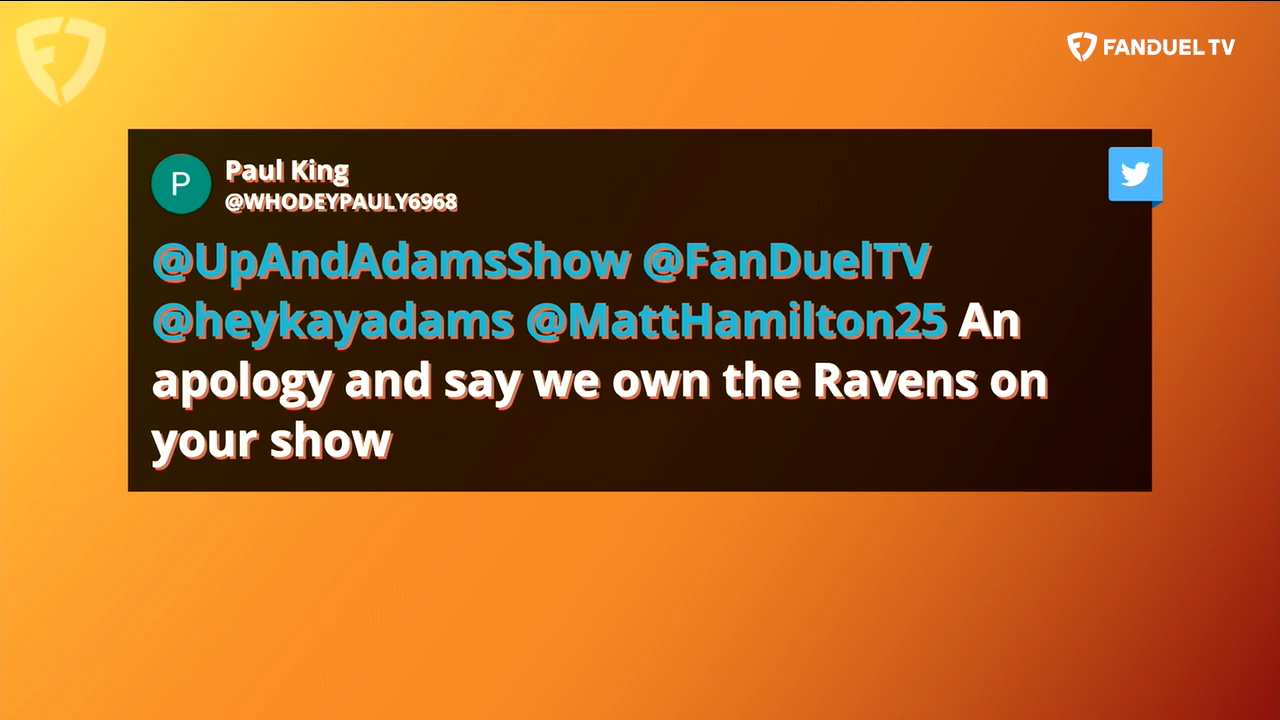 FANDUEL TV
P
Paul King
@WHODEYPAULY6968
@UpAndAdamsShow @FanDuelTV
@heykayadams @MattHamilton25 An
apology and say we own the Ravens on
your show